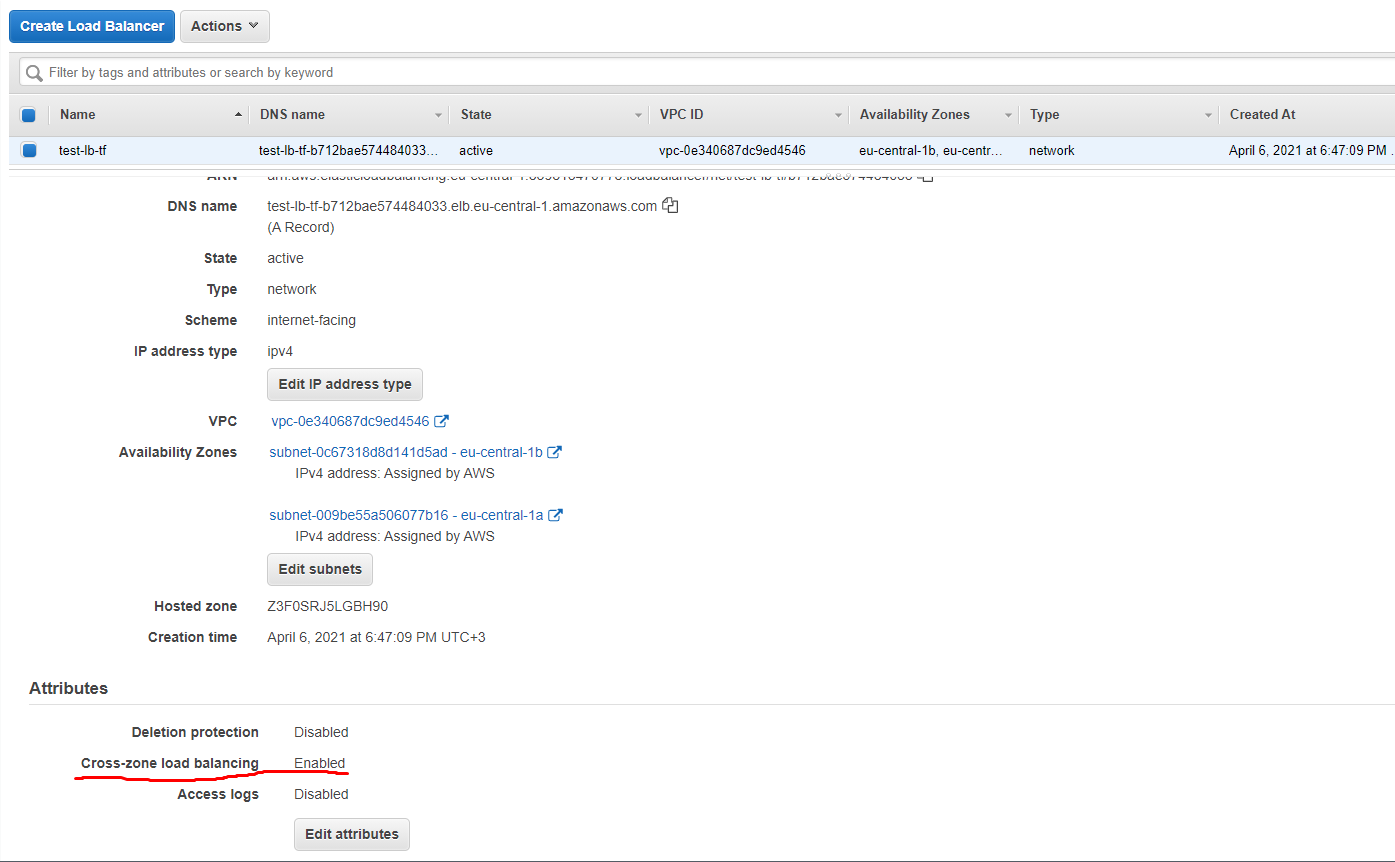 Create Load Balancer Actions
Filter by tags and attributes or search by keyword
Name DNS name State VPC ID Availability Zones Type Created At
test-lb-tf test-lb-tf-b712bae574484033... active vpc-0e340687dc9ed4546 eu-central-1b, eu-centr... network April 6, 2021 at 6:47:09 PM ...
ARN
DNS name test-lb-tf-b712bae574484033.elb.eu-central-1.amazonaws.com
(A Record)
State active
Type network
Scheme internet-facing
IP address type ipv4
Edit IP address type
VPC vpc-0e340687dc9ed4546
Availability Zones subnet-0c67318d8d141d5ad - eu-central-1b
IPv4 address: Assigned by AWS
subnet-009be55a506077b16 - eu-central-1a
IPv4 address: Assigned by AWS
Edit subnets
Hosted zone Z3F0SRJ5LGBH90
Creation time April 6, 2021 at 6:47:09 PM UTC+3
Attributes
Deletion protection Disabled
Cross-zone load balancing Enabled
Access logs Disabled
Edit attributes